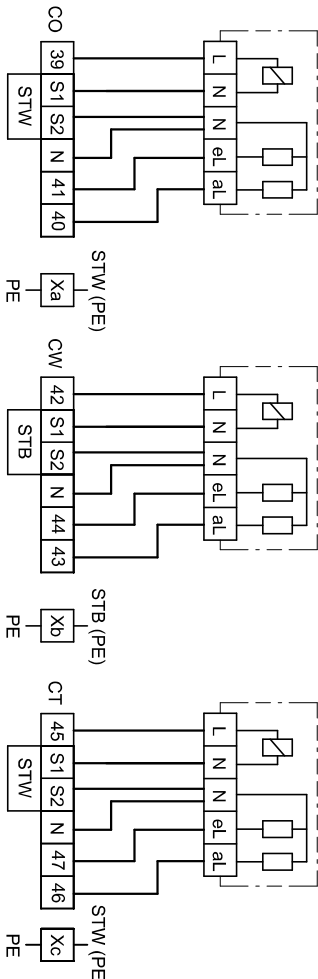 L N N eL aL
L N N eL aL
L N N eL aL
CO 39 S1 S2 N 41 40
STW
STW (PE)
Xa
PE
CW 42 S1 S2 N 44 43
STB
STB (PE)
Xb
PE
CT 45 S1 S2 N 47 46
STW
STW (PE
Xc
PE